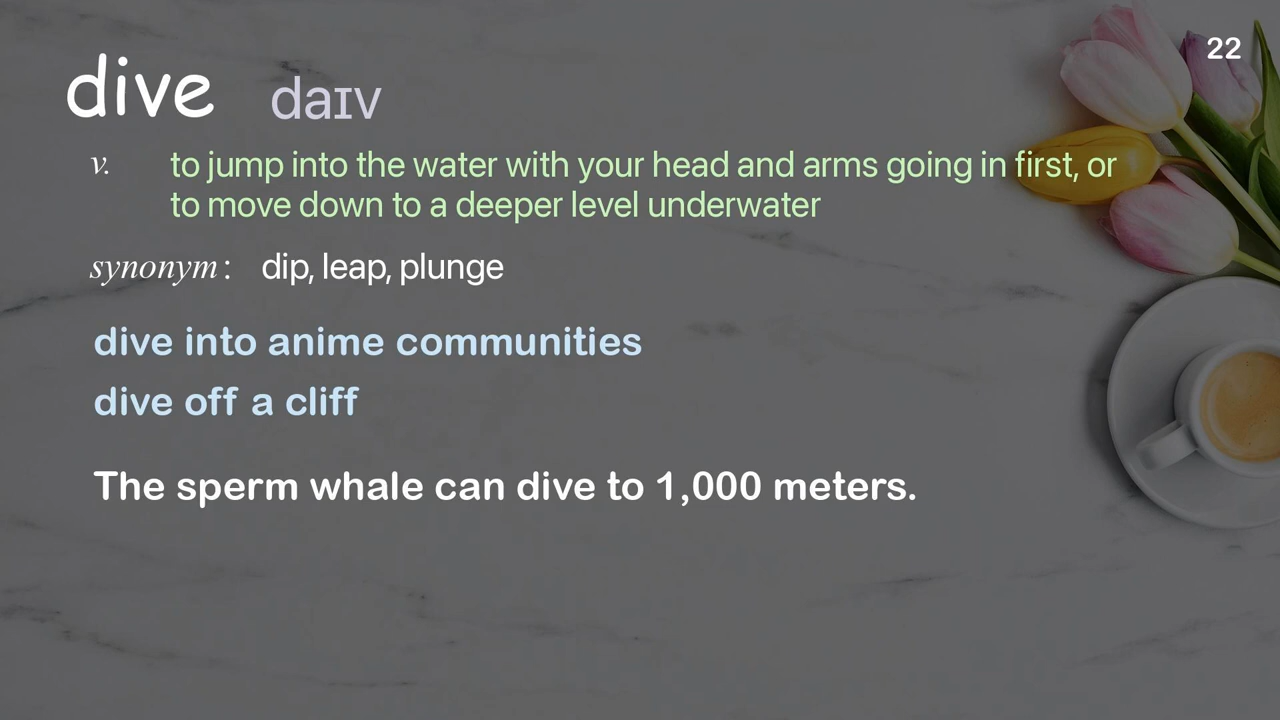 22
dive daɪv
v. to jump into the water with your head and arms going in first, or
to move down to a deeper level underwater
synonym: dip, leap, plunge
dive into anime communities
dive off a cliff
The sperm whale can dive to 1,000 meters.